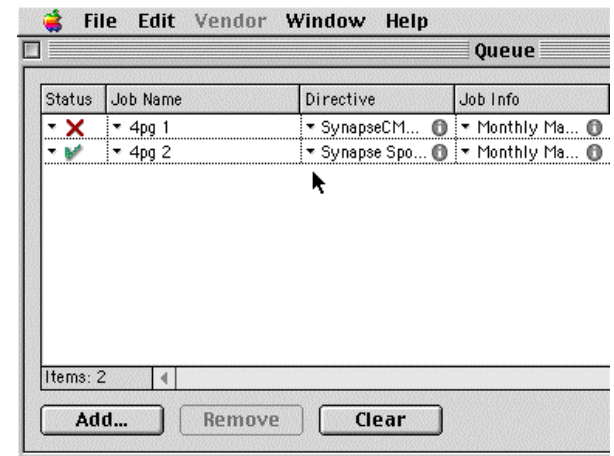 File Edit Vendor Window Help
Queue
Status Job Name Directive Job Info
4pg 1 SynapseCM... Monthly Ma...
4pg 2 Synapse Spo... Monthly Ma...
Items: 2
Add... Remove Clear